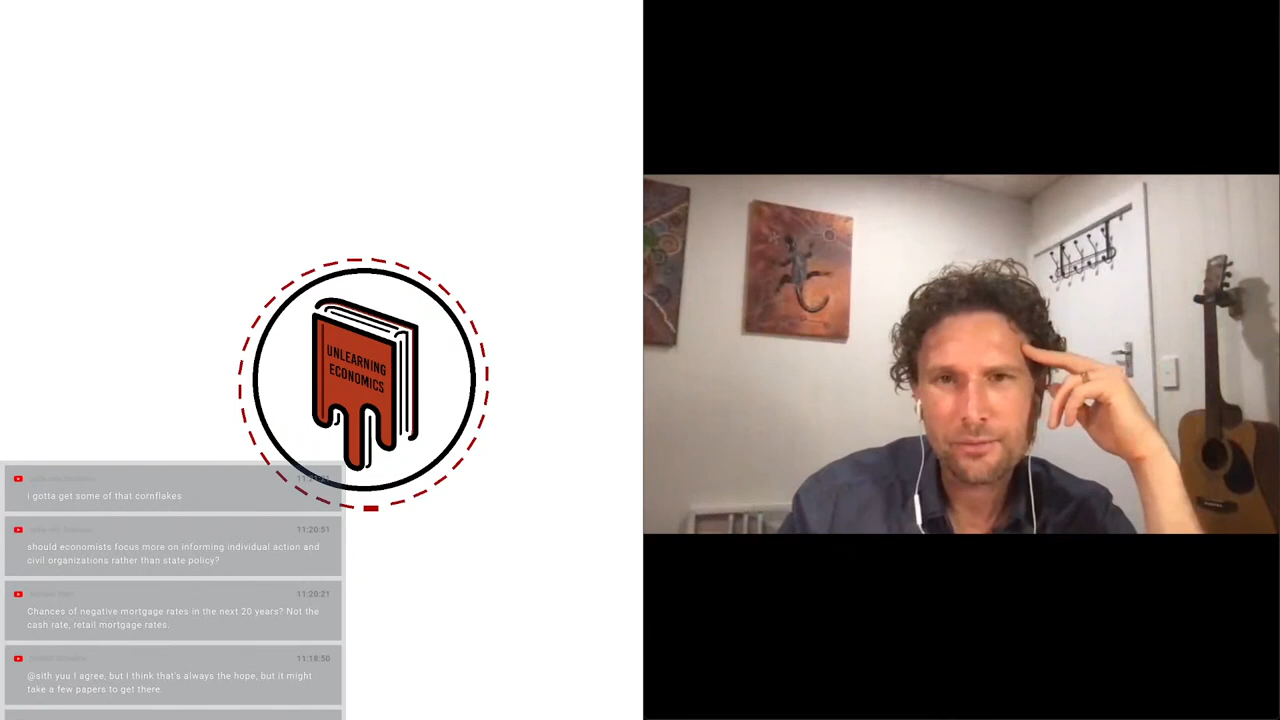 UNLEARNING
ECONOMICS
i gotta get some of that cornflakes
11:20:51
should economists focus more on informing individual action and
civil organizations rather than state policy?
11:20:21
Chances of negative mortgage rates in the next 20 years? Not the
cash rate, retail mortgage rates.
11:18:50
@sith yuu I agree, but I think that's always the hope, but it might
take a few papers to get there.